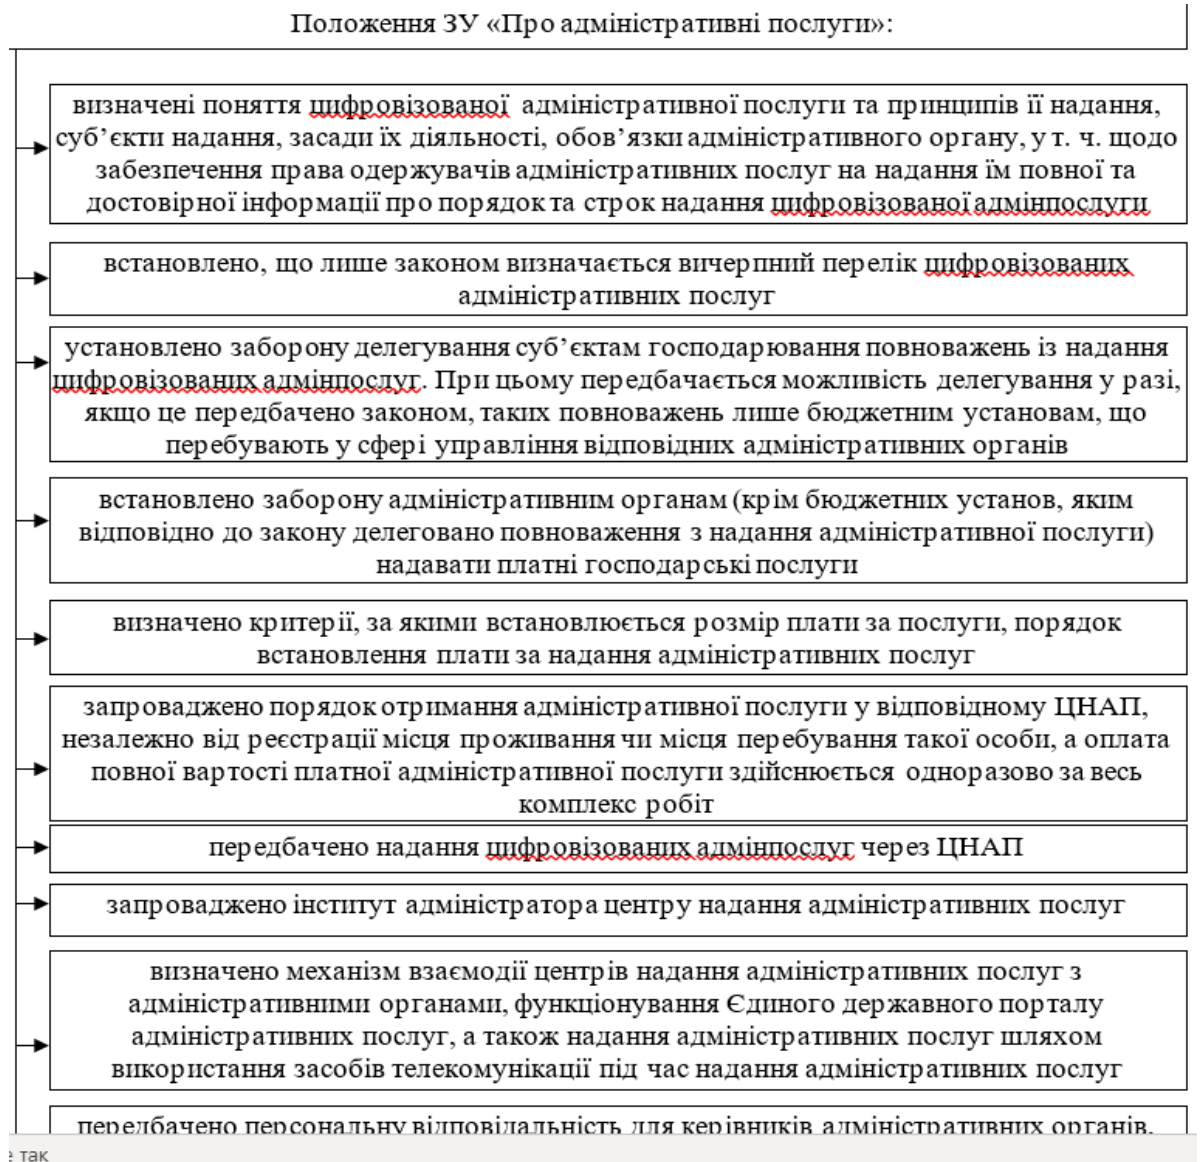 Положення ЗУ «Про адміністративні послуги»:
визначені поняття цифровізованої адміністративної послуги та принципів її надання,
суб’єкти надання, засади їх діяльності, обов’язки адміністративного органу, у т. ч. щодо
забезпечення права одержувачів адміністративних послуг на надання їм повної та
достовірної інформації про порядок та строк надання цифровізованої адмінпослуги
встановлено, що лише законом визначається вичерпний перелік цифровізованих
адміністративних послуг
установлено заборону делегування суб’єктам господарювання повноважень із надання
цифровізованих адмінпослуг. При цьому передбачається можливість делегування у разі,
якщо це передбачено законом, таких повноважень лише бюджетним установам, що
перебувають у сфері управління відповідних адміністративних органів
встановлено заборону адміністративним органам (крім бюджетних установ, яким
відповідно до закону делеговано повноваження з надання адміністративної послуги)
надавати платні господарські послуги
визначено критерії, за якими встановлюється розмір плати за послуги, порядок
встановлення плати за надання адміністративних послуг
запроваджено порядок отримання адміністративної послуги у відповідному ЦНАП,
незалежно від реєстрації місця проживання чи місця перебування такої особи, а оплата
повної вартості платної адміністративної послуги здійснюється одноразово за весь
комплекс робіт
передбачено надання цифровізованих адмінпослуг через ЦНАП
запроваджено інститут адміністратора центру надання адміністративних послуг
визначено механізм взаємодії центрів надання адміністративних послуг з
адміністративними органами, функціонування Єдиного державного порталу
адміністративних послуг, а також надання адміністративних послуг шляхом
використання засобів телекомунікації під час надання адміністративних послуг
передбачено персональну відповідальність для керівників адміністративних органів,
е так